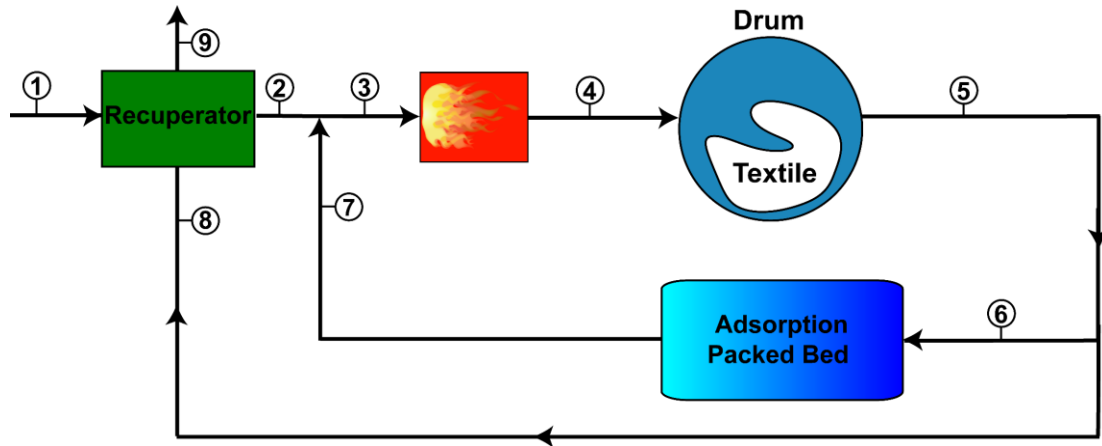 Drum
9
1
Recuperator
2
3
4
5
Textile
7
8
Adsorption
Packed Bed
6